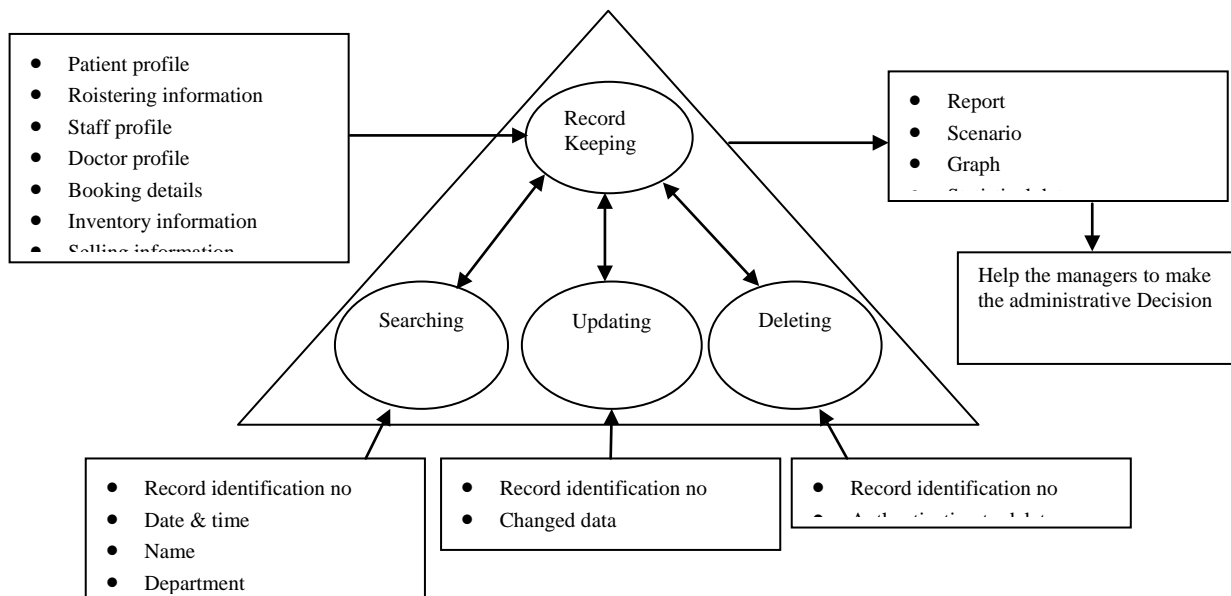 Patient profile
Roistering information
Staff profile
Doctor profile
Booking details
Inventory information
Selling information
Record
Keeping
Report
Scenario
Graph
Help the managers to make
the administrative Decision
Searching
Updating
Deleting
Record identification no
Date & time
Name
Department
Record identification no
Changed data
Record identification no